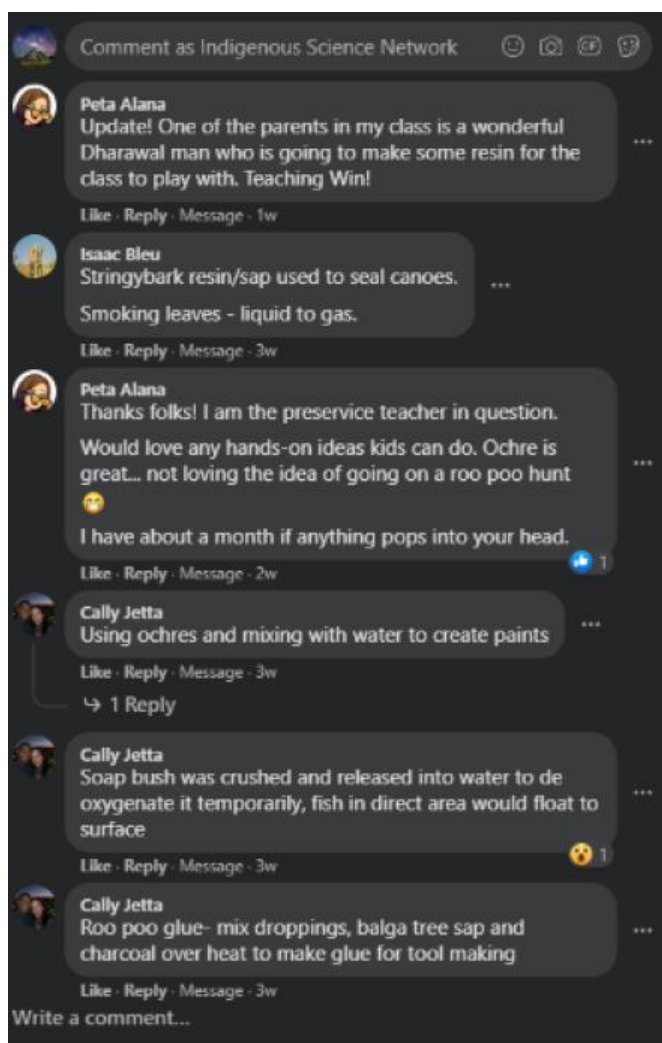 Comment as Indigenous Science Network
GIF
Peta Alana
Update! One of the parents in my class is a wonderful
Dharawal man who is going to make some resin for the
class to play with. Teaching Win!
Like · Reply · Message · 1w
Isaac Bleu
Stringybark resin/sap used to seal canoes.
Smoking leaves - liquid to gas.
Like · Reply · Message · 3w
Peta Alana
Thanks folks! I am the preservice teacher in question.
Would love any hands-on ideas kids can do. Ochre is
great... not loving the idea of going on a roo poo hunt
😁
I have about a month if anything pops into your head.
1
Like · Reply · Message · 2w
Cally Jetta
Using ochres and mixing with water to create paints
Like · Reply · Message · 3w
1 Reply
Cally Jetta
Soap bush was crushed and released into water to de
oxygenate it temporarily, fish in direct area would float to
surface
1
Like · Reply · Message · 3w
Cally Jetta
Roo poo glue- mix droppings, balga tree sap and
charcoal over heat to make glue for tool making
Like · Reply · Message · 3w
Write a comment...